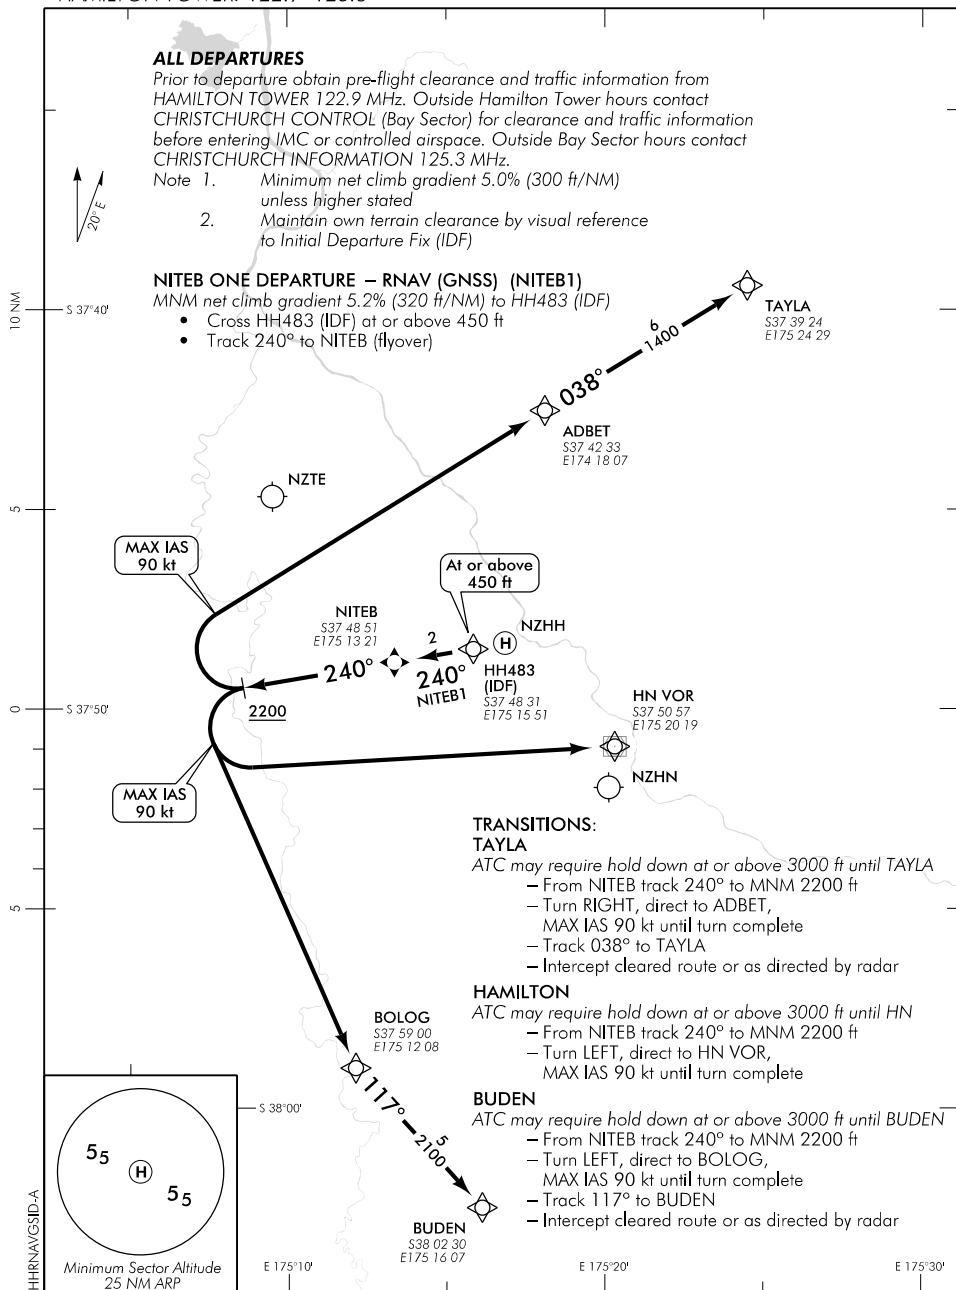 ALL DEPARTURES
Prior to departure obtain pre-flight clearance and traffic information from
HAMILTON TOWER 122.9 MHz. Outside Hamilton Tower hours contact
CHRISTCHURCH CONTROL (Bay Sector) for clearance and traffic information
before entering IMC or controlled airspace. Outside Bay Sector hours contact
CHRISTCHURCH INFORMATION 125.3 MHz.
Note 1. Minimum net climb gradient 5.0% (300 ft/NM)
unless higher stated
2. Maintain own terrain clearance by visual reference
to Initial Departure Fix (IDF)
20° E
NITEB ONE DEPARTURE – RNAV (GNSS) (NITEB1)
MNM net climb gradient 5.2% (320 ft/NM) to HH483 (IDF)
• Cross HH483 (IDF) at or above 450 ft
• Track 240° to NITEB (flyover)
10 NM
S 37°40'
TAYLA
S37 39 24
E175 24 29
6
1400
038°
ADBET
S37 42 33
E174 18 07
NZTE
5
MAX IAS
90 kt
At or above
450 ft
NITEB
S37 48 51
E175 13 21
2
H
NZHH
240°
240°
NITEB1
HH483
(IDF)
S37 48 31
E175 15 51
2200
0
S 37°50'
HN VOR
S37 50 57
E175 20 19
NZHN
MAX IAS
90 kt
TRANSITIONS:
TAYLA
ATC may require hold down at or above 3000 ft until TAYLA
– From NITEB track 240° to MNM 2200 ft
– Turn RIGHT, direct to ADBET,
MAX IAS 90 kt until turn complete
– Track 038° to TAYLA
– Intercept cleared route or as directed by radar
5
HAMILTON
ATC may require hold down at or above 3000 ft until HN
– From NITEB track 240° to MNM 2200 ft
– Turn LEFT, direct to HN VOR,
MAX IAS 90 kt until turn complete
BOLOG
S37 59 00
E175 12 08
117°
5
2100
BUDEN
ATC may require hold down at or above 3000 ft until BUDEN
– From NITEB track 240° to MNM 2200 ft
– Turn LEFT, direct to BOLOG,
MAX IAS 90 kt until turn complete
– Track 117° to BUDEN
– Intercept cleared route or as directed by radar
S 38°00'
BUDEN
S38 02 30
E175 16 07
55
H
55
Minimum Sector Altitude
25 NM ARP
HHRNAVGSID-A
E 175°10'
E 175°20'
E 175°30'